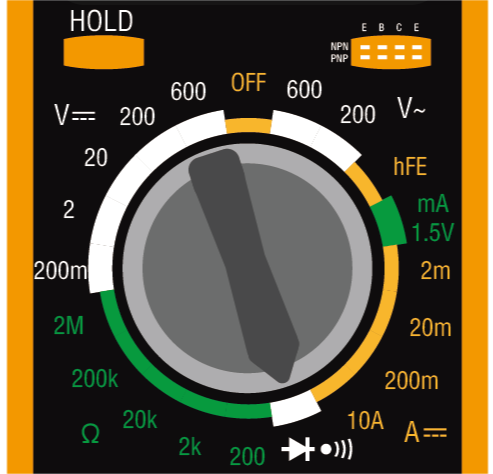 HOLD
E B C E
NPN
PNP
OFF
600
200
V~
hFE
mA
1.5V
2m
20m
200m
10A
A
200
2k
20k
Ω
200k
2M
200m
2
20
200
V
600